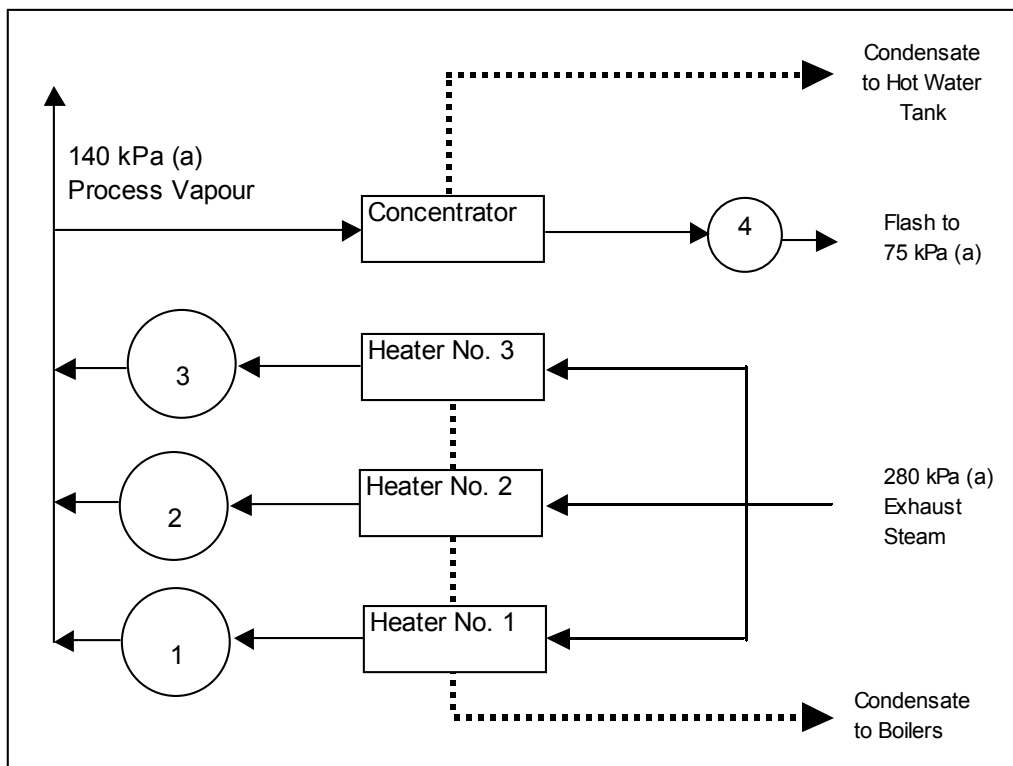 Condensate
to Hot Water
Tank
140 kPa (a)
Process Vapour
Concentrator
4
Flash to
75 kPa (a)
Heater No. 3
3
Heater No. 2
2
280 kPa (a)
Exhaust
Steam
Heater No. 1
1
Condensate
to Boilers